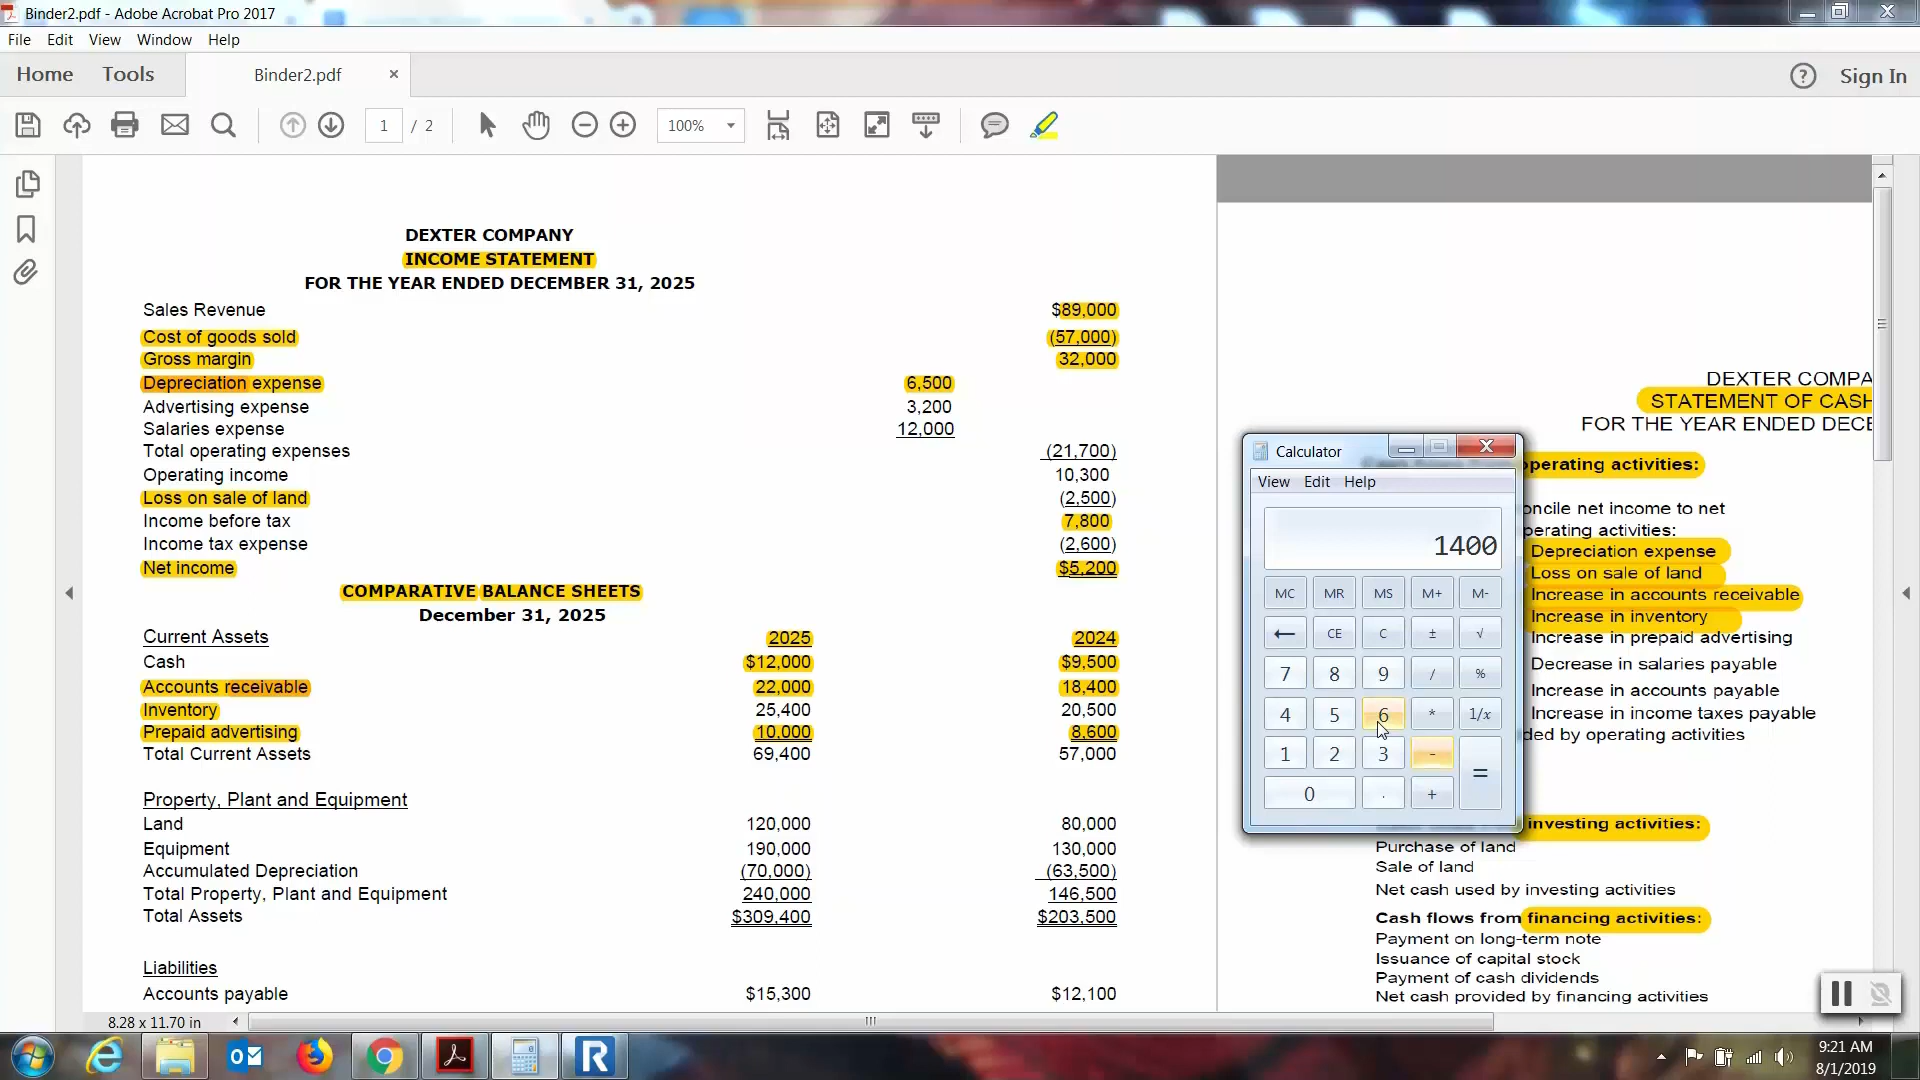 Binder2.pdf - Adobe Acrobat Pro 2017
File Edit View Window Help
Home Tools Binder2.pdf × ? Sign In
1 / 2 100%
DEXTER COMPANY
INCOME STATEMENT
FOR THE YEAR ENDED DECEMBER 31, 2025
Sales Revenue $89,000
Cost of goods sold (57,000)
Gross margin 32,000
Depreciation expense 6,500
Advertising expense 3,200
Salaries expense 12,000
Total operating expenses (21,700)
Operating income 10,300
Loss on sale of land (2,500)
Income before tax 7,800
Income tax expense (2,600)
Net income $5,200
COMPARATIVE BALANCE SHEETS
December 31, 2025
Current Assets 2025 2024
Cash $12,000 $9,500
Accounts receivable 22,000 18,400
Inventory 25,400 20,500
Prepaid advertising 10,000 8,600
Total Current Assets 69,400 57,000
Property, Plant and Equipment
Land 120,000 80,000
Equipment 190,000 130,000
Accumulated Depreciation (70,000) (63,500)
Total Property, Plant and Equipment 240,000 146,500
Total Assets $309,400 $203,500
Liabilities
Accounts payable $15,300 $12,100
8.28 x 11.70 in
DEXTER COMPA
STATEMENT OF CASH
FOR THE YEAR ENDED DECE
operating activities:
oncile net income to net
perating activities:
Depreciation expense
Loss on sale of land
Increase in accounts receivable
Increase in inventory
Increase in prepaid advertising
Decrease in salaries payable
Increase in accounts payable
Increase in income taxes payable
ded by operating activities
investing activities:
Purchase of land
Sale of land
Net cash used by investing activities
Cash flows from financing activities:
Payment on long-term note
Issuance of capital stock
Payment of cash dividends
Net cash provided by financing activities
Calculator
View Edit Help
1400
MC MR MS M+ M-
← CE C ± √
7 8 9 / %
4 5 6 * 1/x
1 2 3 - =
0 . +
9:21 AM
8/1/2019